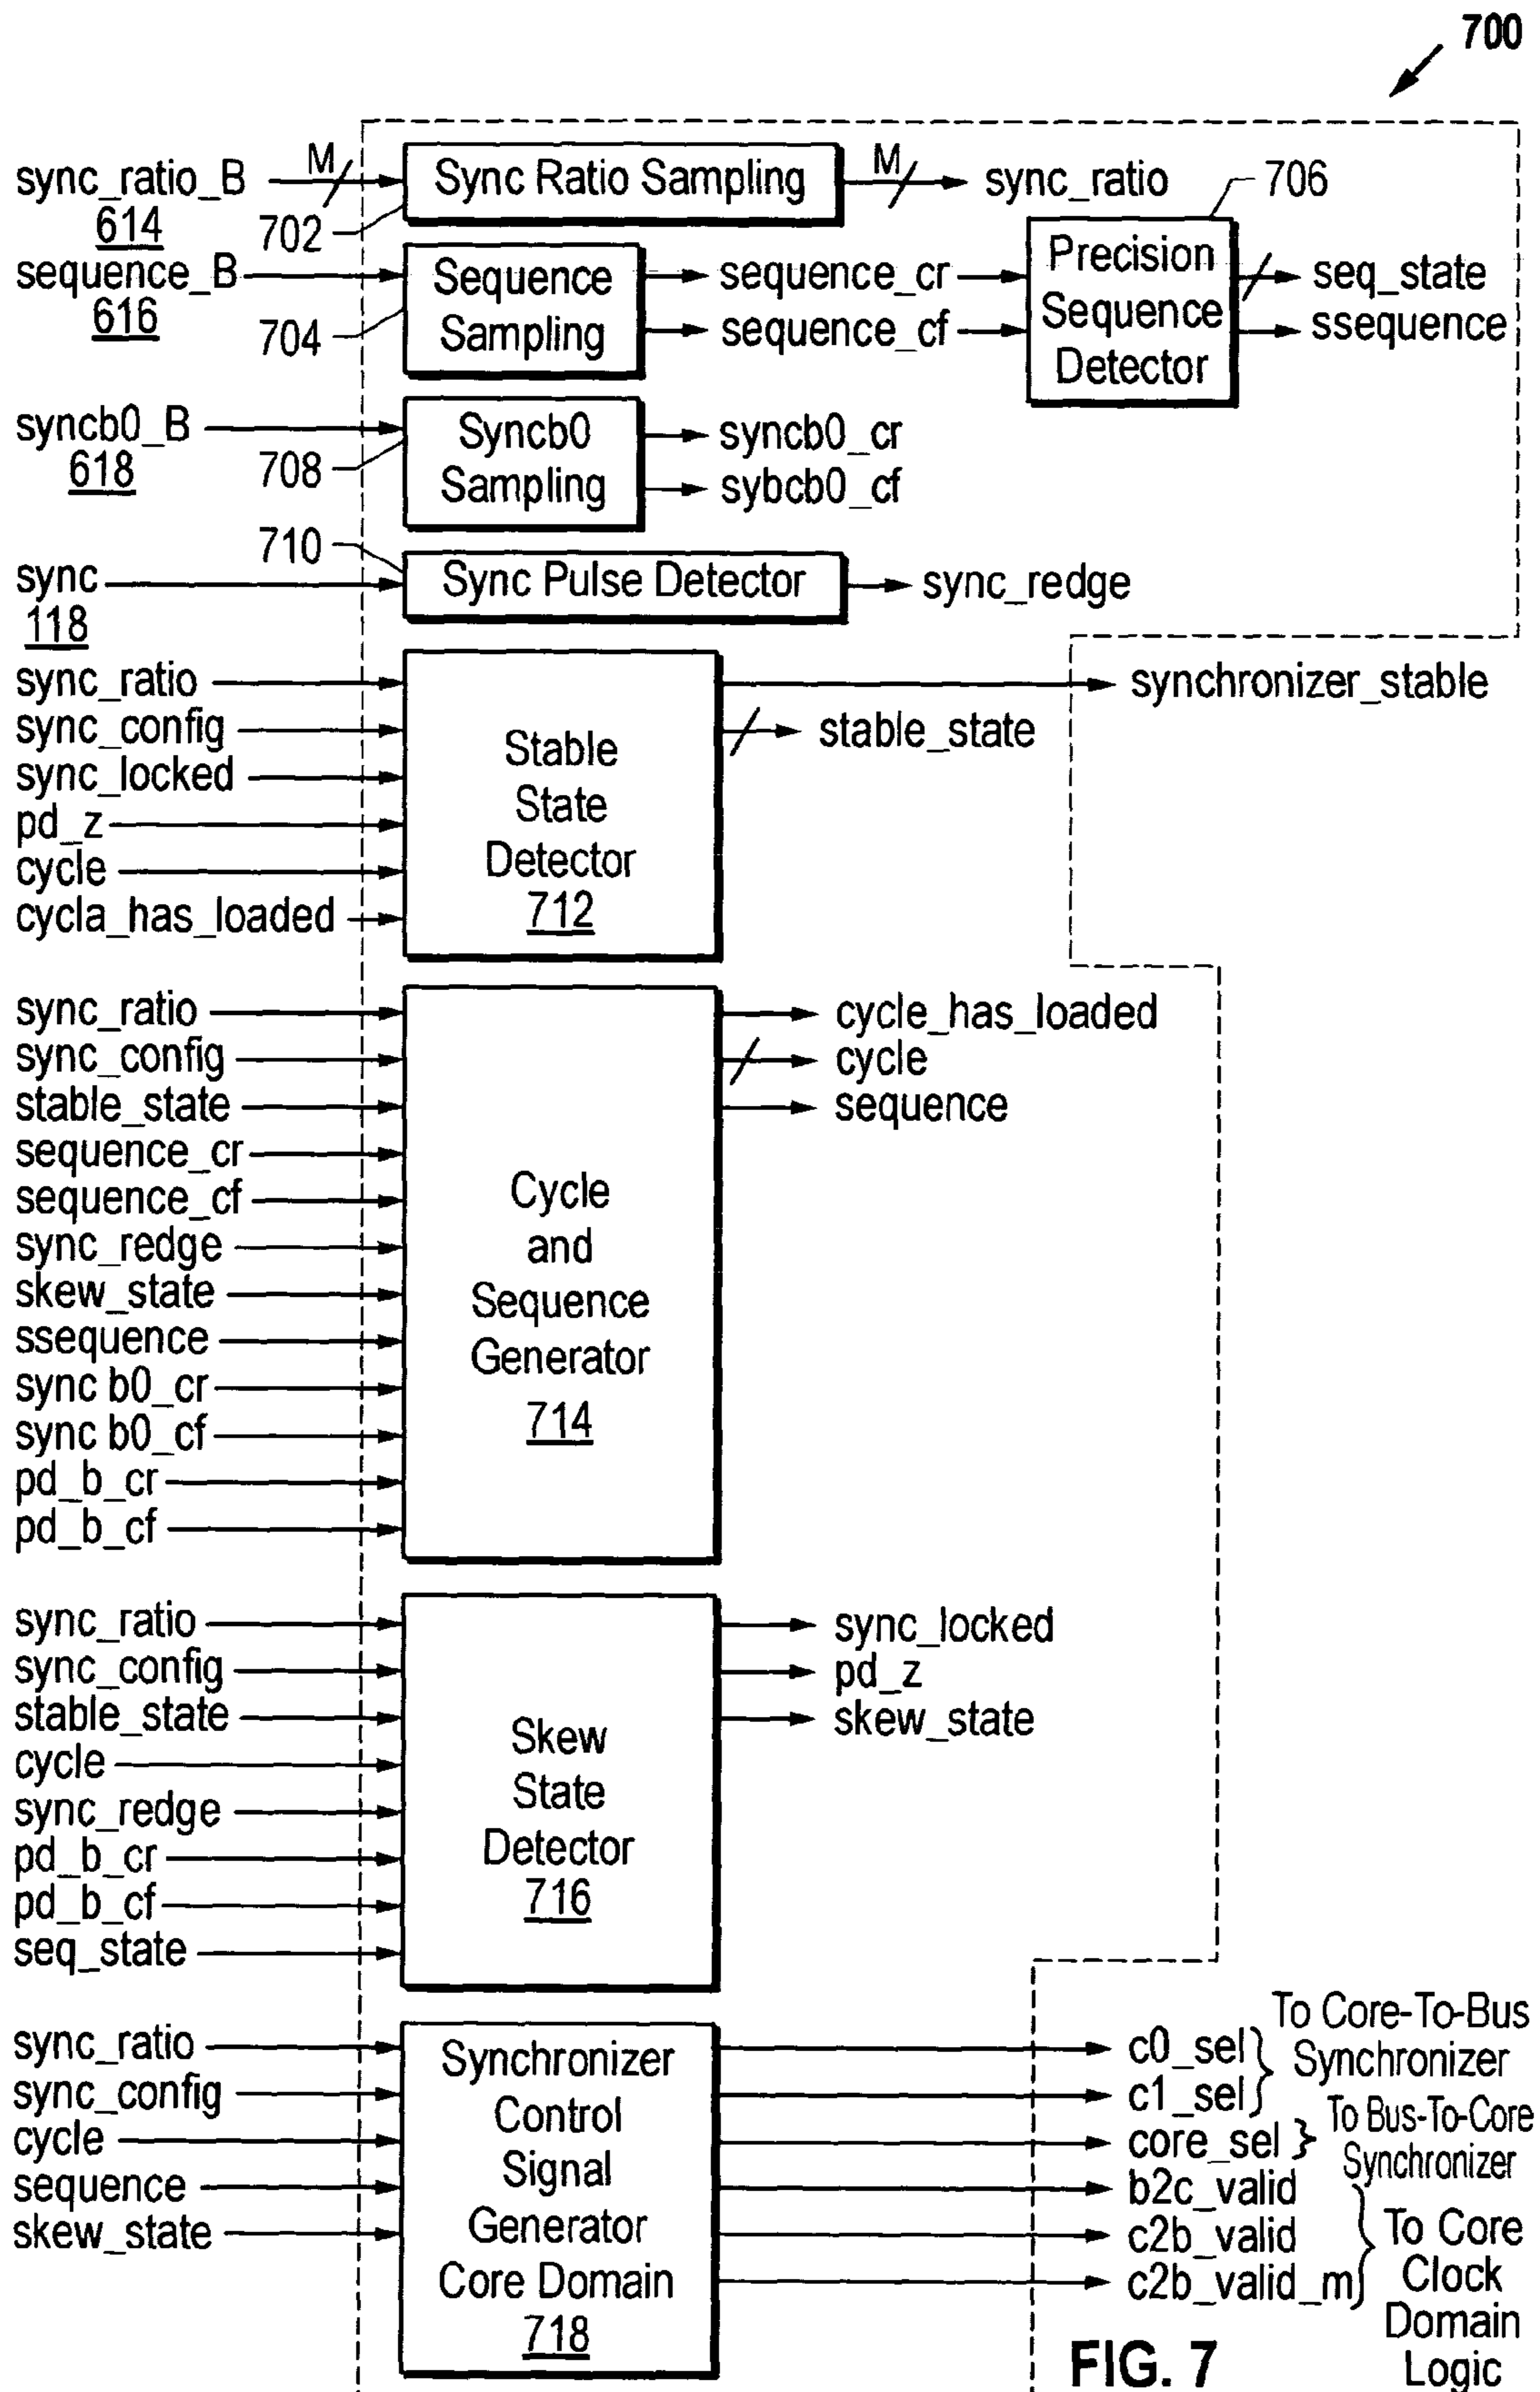 700
sync_ratio_B
614
M
702
Sync Ratio Sampling
M
sync_ratio
706
sequence_B
616
704
Sequence
Sampling
sequence_cr
sequence_cf
Precision
Sequence
Detector
seq_state
ssequence
syncb0_B
618
708
Syncb0
Sampling
syncb0_cr
sybcb0_cf
710
sync
118
Sync Pulse Detector
sync_redge
sync_ratio
sync_config
sync_locked
pd_z
cycle
cycla_has_loaded
Stable
State
Detector
712
synchronizer_stable
stable_state
sync_ratio
sync_config
stable_state
sequence_cr
sequence_cf
sync_redge
skew_state
ssequence
sync b0_cr
sync b0_cf
pd_b_cr
pd_b_cf
Cycle
and
Sequence
Generator
714
cycle_has_loaded
cycle
sequence
sync_ratio
sync_config
stable_state
cycle
sync_redge
pd_b_cr
pd_b_cf
seq_state
Skew
State
Detector
716
sync_locked
pd_z
skew_state
sync_ratio
sync_config
cycle
sequence
skew_state
Synchronizer
Control
Signal
Generator
Core Domain
718
c0_sel
c1_sel
To Core-To-Bus
Synchronizer
core_sel
To Bus-To-Core
Synchronizer
b2c_valid
c2b_valid
c2b_valid_m
To Core
Clock
Domain
Logic
FIG. 7